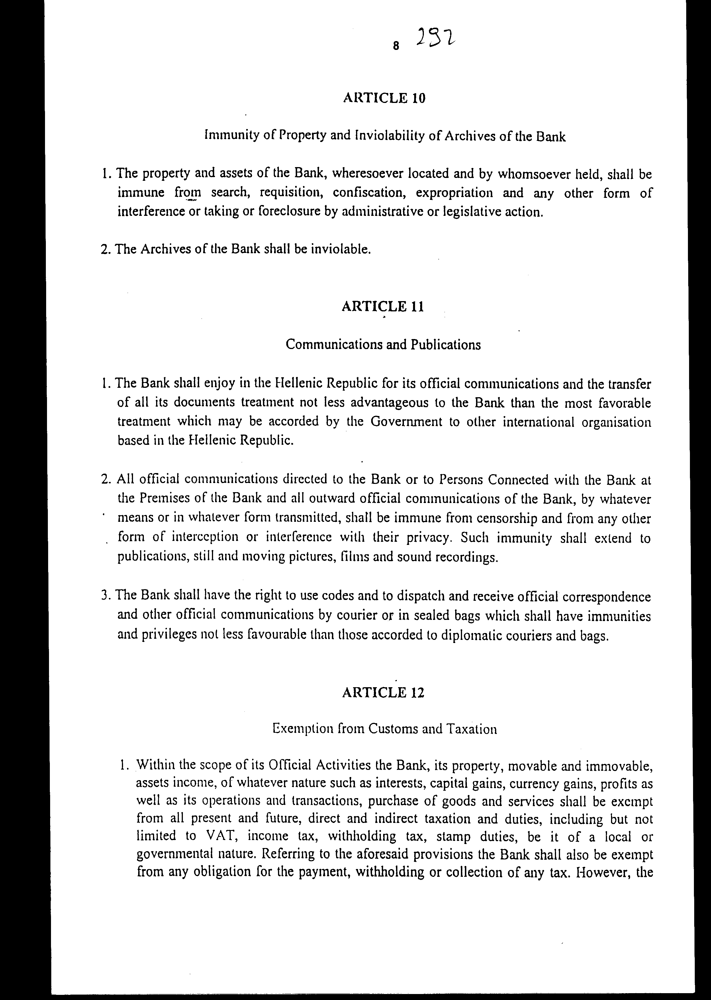 8 292
ARTICLE 10
Immunity of Property and Inviolability of Archives of the Bank
1. The property and assets of the Bank, wheresoever located and by whomsoever held, shall be
immune from search, requisition, confiscation, expropriation and any other form of
interference or taking or foreclosure by administrative or legislative action.
2. The Archives of the Bank shall be inviolable.
ARTICLE 11
Communications and Publications
1. The Bank shall enjoy in the Hellenic Republic for its official communications and the transfer
of all its documents treatment not less advantageous to the Bank than the most favorable
treatment which may be accorded by the Government to other international organisation
based in the Hellenic Republic.
2. All official communications directed to the Bank or to Persons Connected with the Bank at
the Premises of the Bank and all outward official communications of the Bank, by whatever
means or in whatever form transmitted, shall be immune from censorship and from any other
form of interception or interference with their privacy. Such immunity shall extend to
publications, still and moving pictures, films and sound recordings.
3. The Bank shall have the right to use codes and to dispatch and receive official correspondence
and other official communications by courier or in sealed bags which shall have immunities
and privileges not less favourable than those accorded to diplomatic couriers and bags.
ARTICLE 12
Exemption from Customs and Taxation
1. Within the scope of its Official Activities the Bank, its property, movable and immovable,
assets income, of whatever nature such as interests, capital gains, currency gains, profits as
well as its operations and transactions, purchase of goods and services shall be exempt
from all present and future, direct and indirect taxation and duties, including but not
limited to VAT, income tax, withholding tax, stamp duties, be it of a local or
governmental nature. Referring to the aforesaid provisions the Bank shall also be exempt
from any obligation for the payment, withholding or collection of any tax. However, the